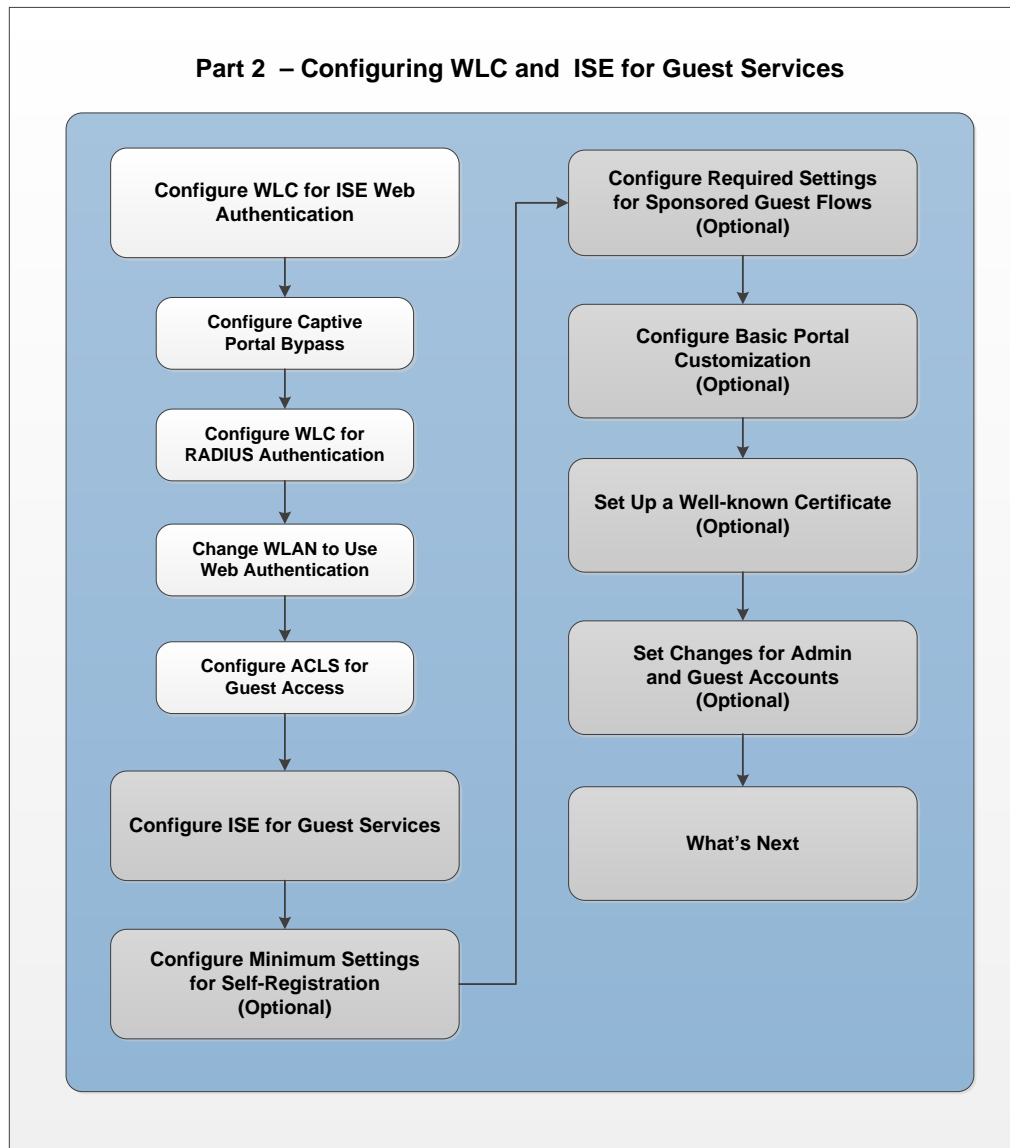 Part 2 – Configuring WLC and ISE for Guest Services
Configure WLC for ISE Web
Authentication
Configure Captive
Portal Bypass
Configure WLC for
RADIUS Authentication
Change WLAN to Use
Web Authentication
Configure ACLS for
Guest Access
Configure ISE for Guest Services
Configure Minimum Settings
for Self-Registration
(Optional)
Configure Required Settings
for Sponsored Guest Flows
(Optional)
Configure Basic Portal
Customization
(Optional)
Set Up a Well-known Certificate
(Optional)
Set Changes for Admin
and Guest Accounts
(Optional)
What's Next